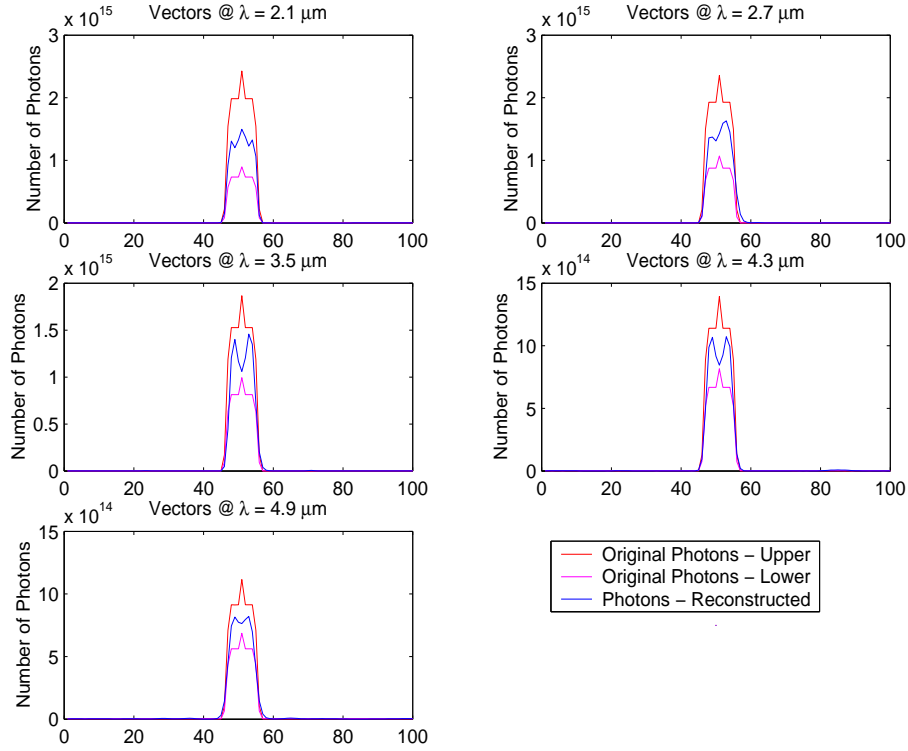 x 10^15
Vectors @ λ = 2.1 μm
Number of Photons
3
2
1
0
0 20 40 60 80 100
x 10^15
Vectors @ λ = 2.7 μm
Number of Photons
3
2
1
0
0 20 40 60 80 100
x 10^15
Vectors @ λ = 3.5 μm
Number of Photons
2
1.5
1
0.5
0
0 20 40 60 80 100
x 10^14
Vectors @ λ = 4.3 μm
Number of Photons
15
10
5
0
0 20 40 60 80 100
x 10^14
Vectors @ λ = 4.9 μm
Number of Photons
15
10
5
0
0 20 40 60 80 100
Original Photons − Upper
Original Photons − Lower
Photons − Reconstructed